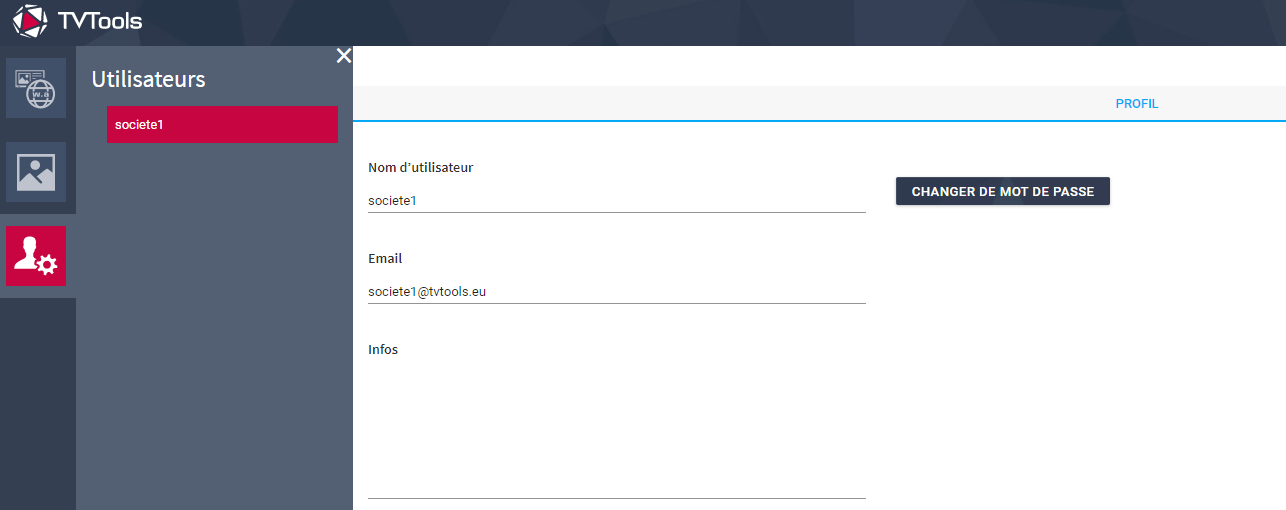 TVTools
Utilisateurs
societe1
PROFIL
Nom d’utilisateur
societe1
CHANGER DE MOT DE PASSE
Email
societe1@tvtools.eu
Infos